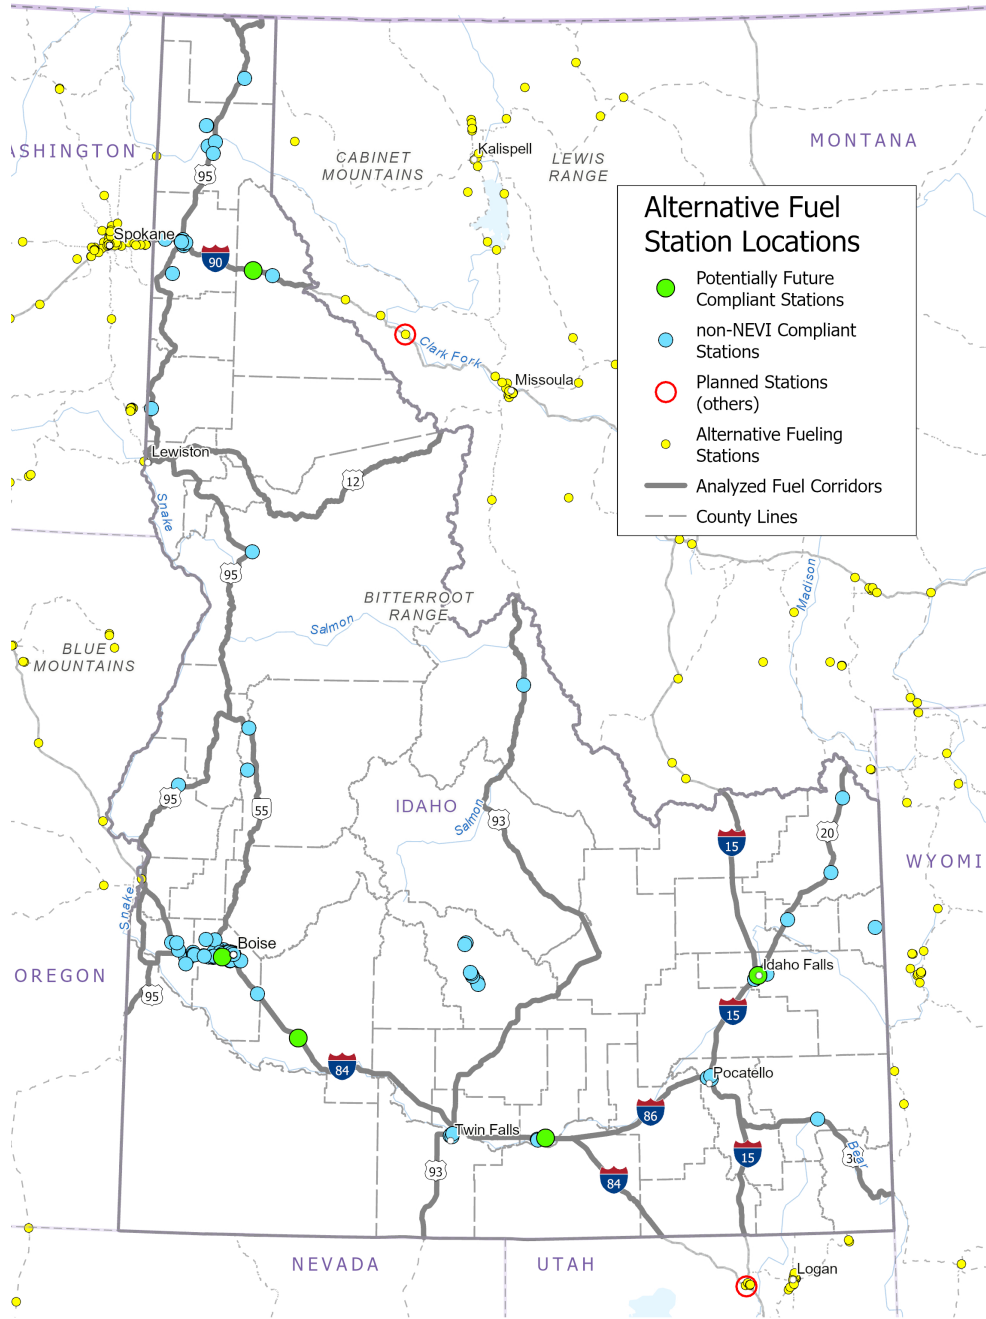 ASHINGTON
CABINET
MOUNTAINS
Kalispell
LEWIS
RANGE
MONTANA
95
Spokane
90
Alternative Fuel
Station Locations
Potentially Future
Compliant Stations
non-NEVI Compliant
Stations
Planned Stations
(others)
Alternative Fueling
Stations
Analyzed Fuel Corridors
County Lines
Clark Fork
Missoula
Lewiston
12
Snake
95
BITTERROOT
RANGE
Salmon
Madison
BLUE
MOUNTAINS
95
55
IDAHO
Salmon
93
15
20
WYOMI
Snake
Boise
OREGON
95
Idaho Falls
15
84
Pocatello
86
Twin Falls
93
84
15
Bear
NEVADA
UTAH
Logan